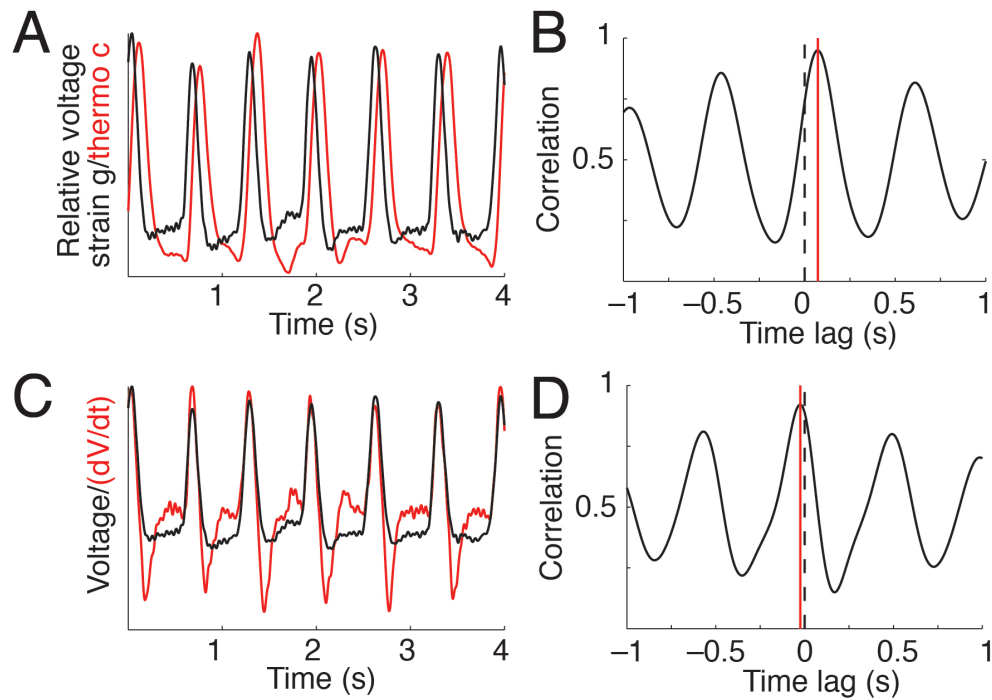 A
Relative voltage
strain g/thermo c
1
2
3
4
Time (s)
B
Correlation
1
0.5
−1
−0.5
0
0.5
1
Time lag (s)
C
Voltage/(dV/dt)
1
2
3
4
Time (s)
D
Correlation
1
0.5
−1
−0.5
0
0.5
1
Time lag (s)